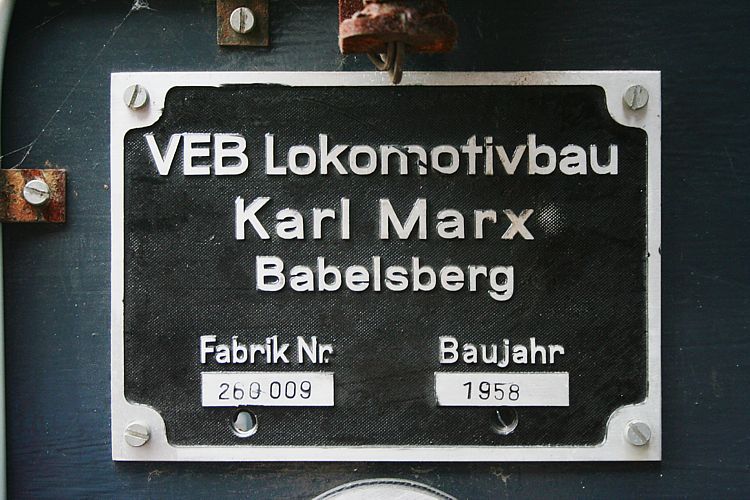 VEB Lokomotivbau
Karl Marx
Babelsberg
Fabrik Nr. Baujahr
260 009 1958